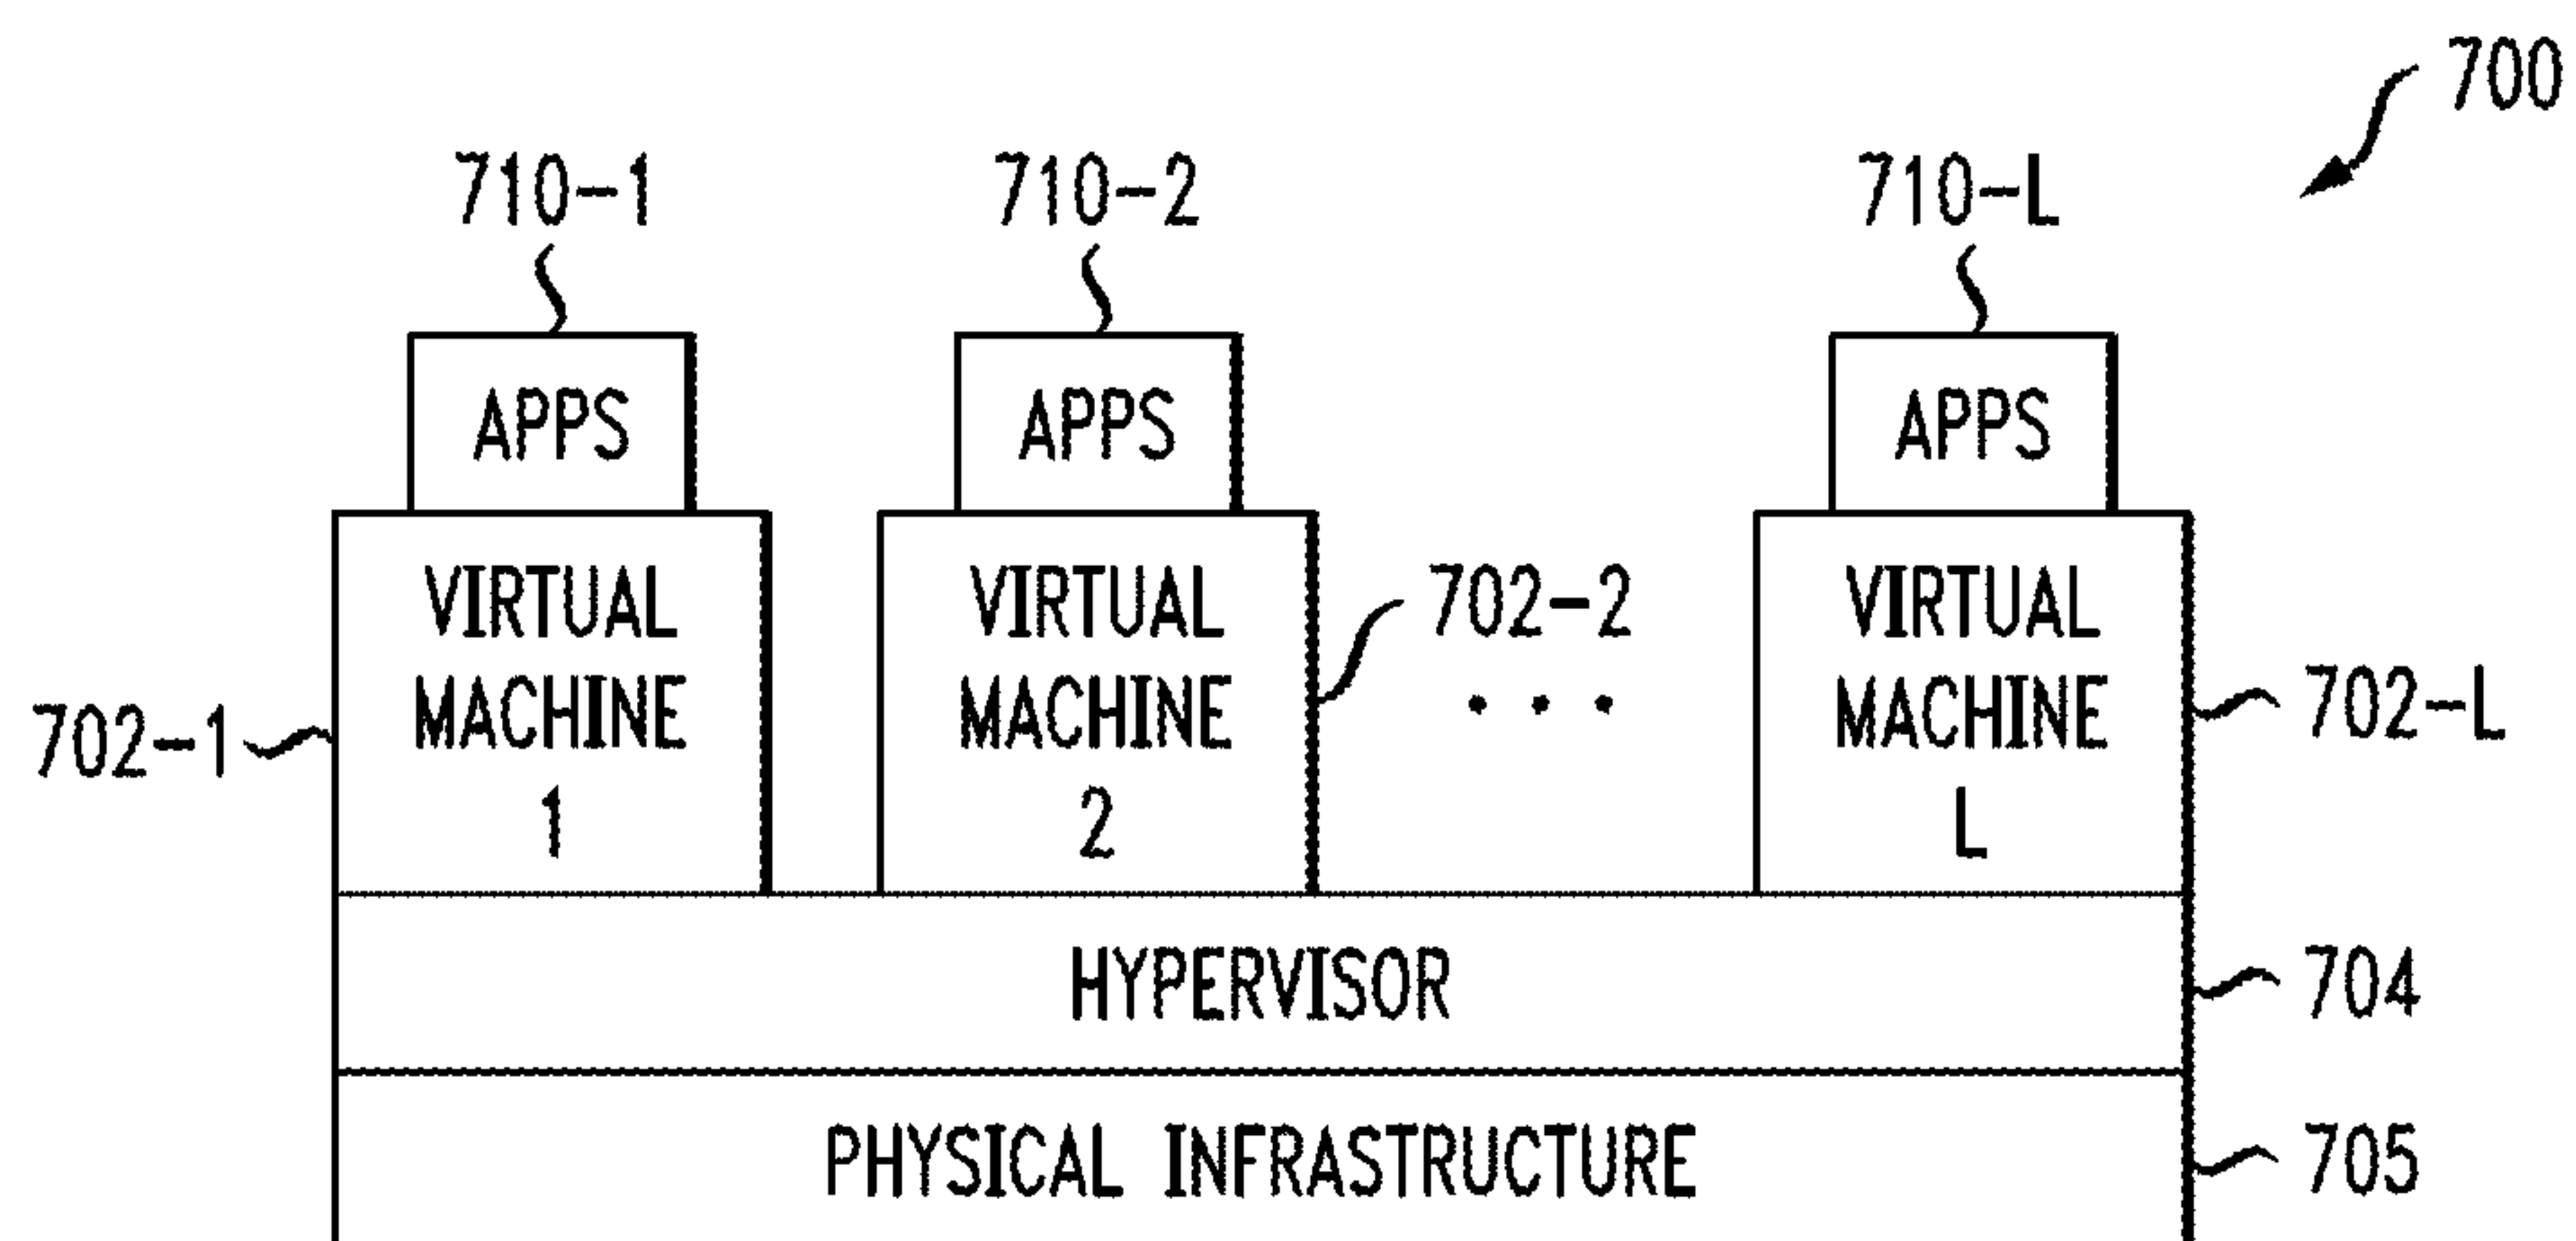 700
710-1 710-2 710-L
APPS APPS APPS
VIRTUAL MACHINE 1
VIRTUAL MACHINE 2
702-2
VIRTUAL MACHINE L
702-1
• • •
702-L
HYPERVISOR
704
PHYSICAL INFRASTRUCTURE
705